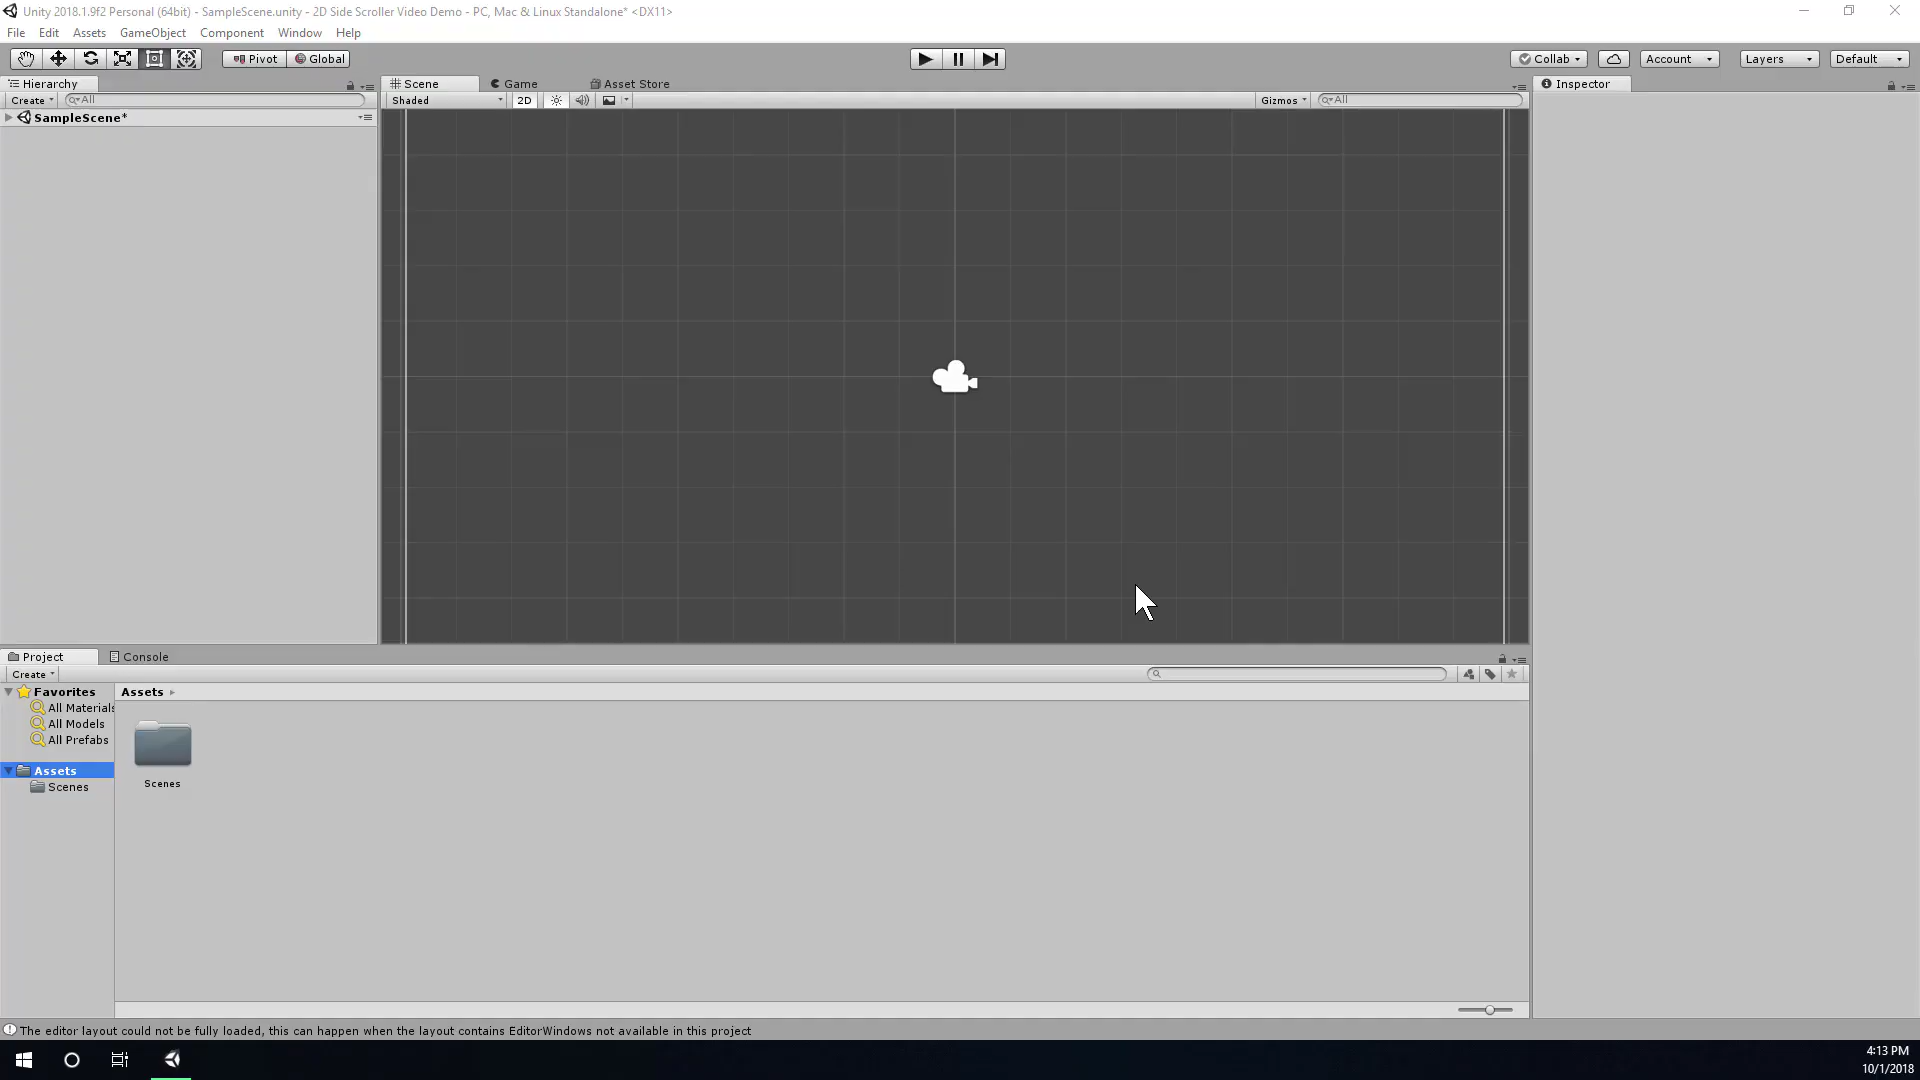 Unity 2018.1.9f2 Personal (64bit) - SampleScene.unity - 2D Side Scroller Video Demo - PC, Mac & Linux Standalone* <DX11>
File Edit Assets GameObject Component Window Help
Pivot Global Collab Account Layers Default
Hierarchy Scene Game Asset Store Inspector
Create All Shaded 2D Gizmos All
SampleScene*
Project Console
Create
Favorites Assets
All Materials
All Models
All Prefabs
Assets
Scenes
Scenes
The editor layout could not be fully loaded, this can happen when the layout contains EditorWindows not available in this project
4:13 PM
10/1/2018